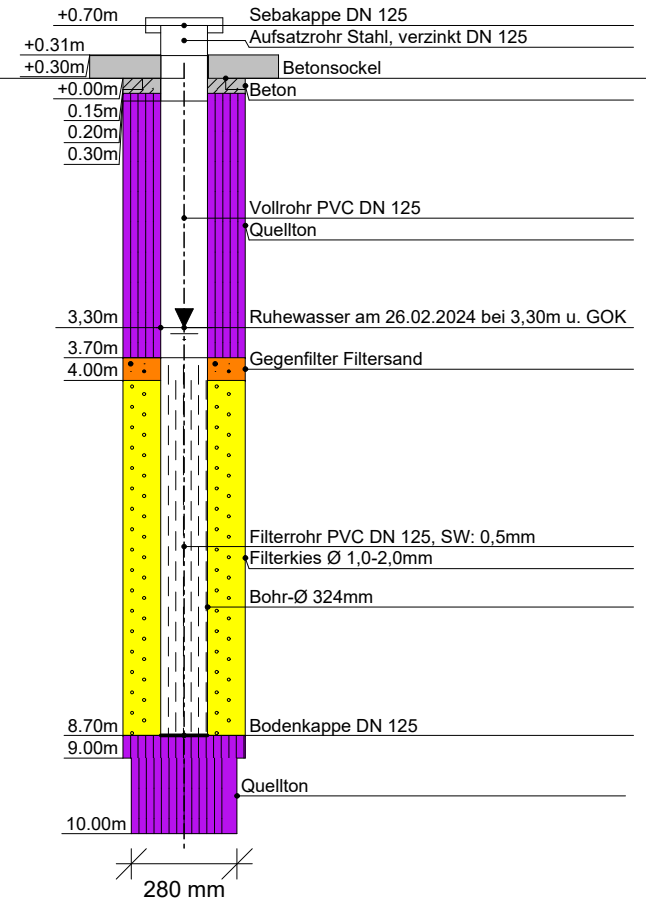 +0.70m
Sebakappe DN 125
Aufsatzrohr Stahl, verzinkt DN 125
+0.31m
+0.30m
Betonsockel
+0.00m
Beton
0.15m
0.20m
0.30m
Vollrohr PVC DN 125
Quellton
3,30m
Ruhewasser am 26.02.2024 bei 3,30m u. GOK
3.70m
Gegenfilter Filtersand
4.00m
Filterrohr PVC DN 125, SW: 0,5mm
Filterkies Ø 1,0-2,0mm
Bohr-Ø 324mm
8.70m
Bodenkappe DN 125
9.00m
Quellton
10.00m
280 mm